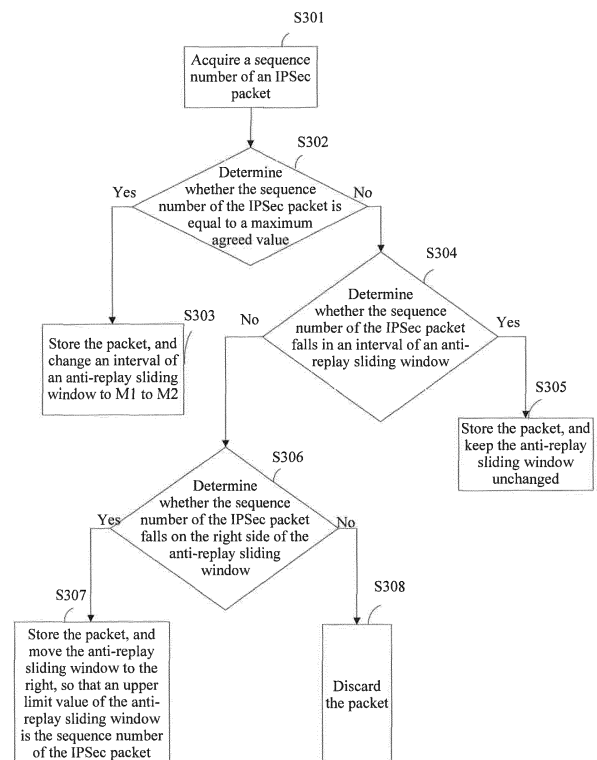 S301
Acquire a sequence
number of an IPSec
packet
S302
Determine
whether the sequence
number of the IPSec packet is
equal to a maximum
agreed value
Yes
No
S304
Determine
whether the sequence
number of the IPSec packet
falls in an interval of an anti-
replay sliding window
No
Yes
S303
Store the packet, and
change an interval of
an anti-replay sliding
window to M1 to M2
S305
Store the packet, and
keep the anti-replay
sliding window
unchanged
S306
Determine
whether the sequence
number of the IPSec packet
falls on the right side of the
anti-replay sliding
window
Yes
No
S307
Store the packet, and
move the anti-replay
sliding window to the
right, so that an upper
limit value of the anti-
replay sliding window
is the sequence number
of the IPSec packet
S308
Discard
the packet